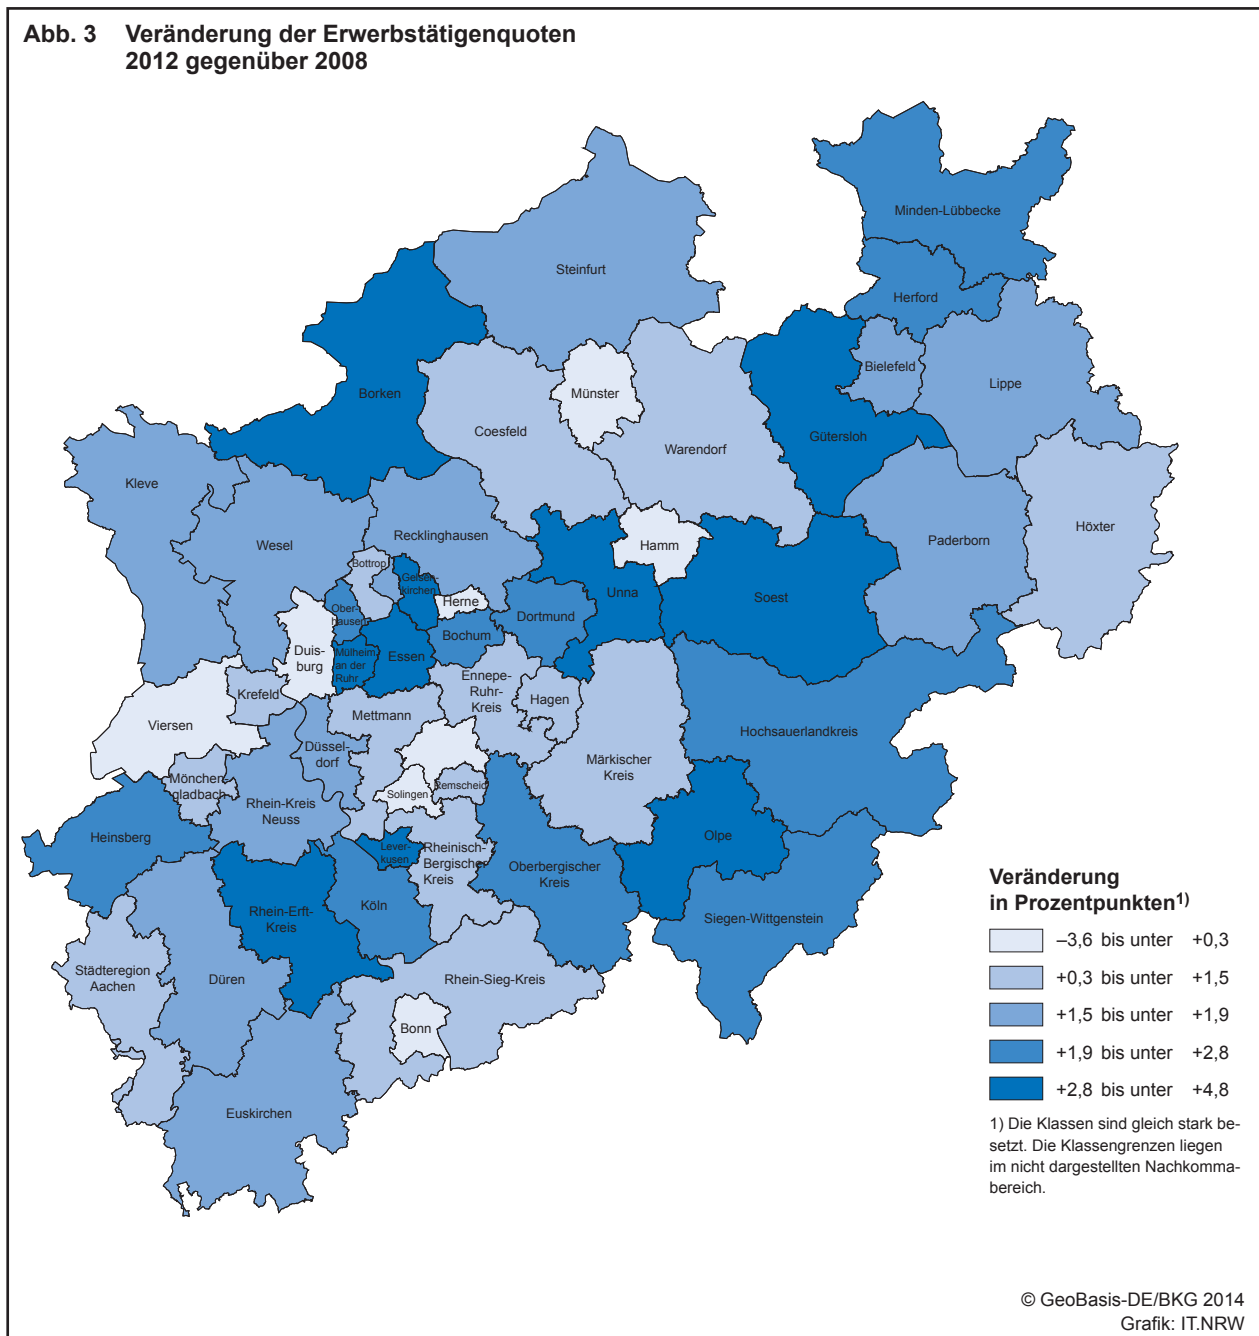 Abb. 3 Veränderung der Erwerbstätigenquoten
2012 gegenüber 2008
Minden-Lübbecke
Steinfurt
Herford
Bielefeld
Lippe
Borken
Münster
Coesfeld
Gütersloh
Warendorf
Kleve
Höxter
Recklinghausen
Wesel
Paderborn
Hamm
Bottrop
Gelsen-
kirchen
Unna
Soest
Herne
Ober-
hausen
Dortmund
Bochum
Duis-
burg
Mülheim
an der
Ruhr
Essen
Ennepe-
Ruhr-
Kreis
Krefeld
Hagen
Mettmann
Viersen
Hochsauerlandkreis
Düssel-
dorf
Märkischer
Kreis
Mönchen-
gladbach
Remscheid
Solingen
Rhein-Kreis
Neuss
Heinsberg
Olpe
Lever-
kusen
Rheinisch-
Bergischer
Kreis
Oberbergischer
Kreis
Köln
Rhein-Erft-
Kreis
Siegen-Wittgenstein
Städteregion
Aachen
Düren
Rhein-Sieg-Kreis
Bonn
Euskirchen
Veränderung
in Prozentpunkten1)
–3,6 bis unter +0,3
+0,3 bis unter +1,5
+1,5 bis unter +1,9
+1,9 bis unter +2,8
+2,8 bis unter +4,8
1) Die Klassen sind gleich stark be-
setzt. Die Klassengrenzen liegen
im nicht dargestellten Nachkomma-
bereich.
© GeoBasis-DE/BKG 2014
Grafik: IT.NRW